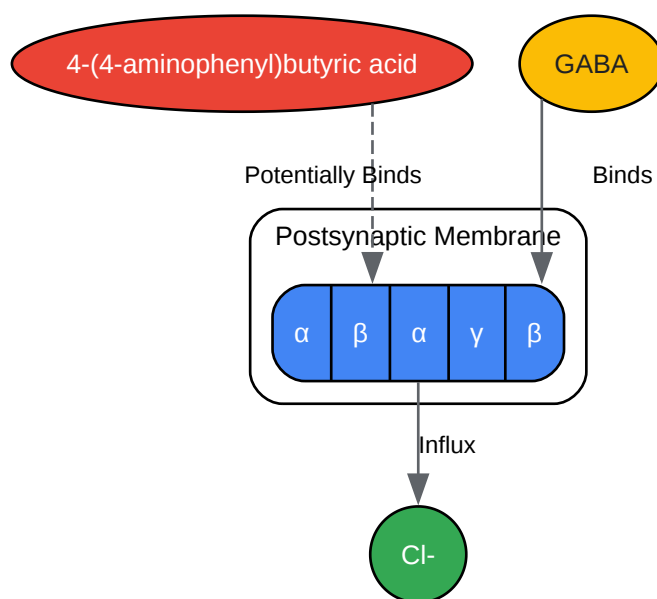 4-(4-aminophenyl)butyric acid
GABA
Potentially Binds
Binds
Postsynaptic Membrane
α
β
α
γ
β
Influx
Cl-